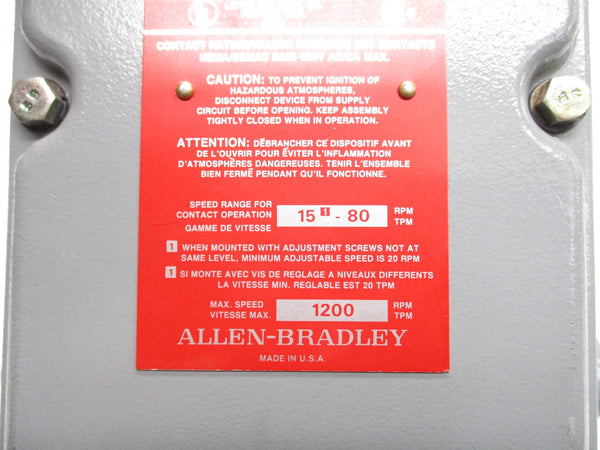 CAUTION: TO PREVENT IGNITION OF
HAZARDOUS ATMOSPHERES,
DISCONNECT DEVICE FROM SUPPLY
CIRCUIT BEFORE OPENING. KEEP ASSEMBLY
TIGHTLY CLOSED WHEN IN OPERATION.
ATTENTION: DÉBRANCHER CE DISPOSITIF AVANT
DE L'OUVRIR POUR ÉVITER L'INFLAMMATION
D'ATMOSPHÈRES DANGEREUSES. TENIR L'ENSEMBLE
BIEN FERMÉ PENDANT QU'IL FONCTIONNE.
SPEED RANGE FOR
CONTACT OPERATION
GAMME DE VITESSE
15 1 - 80
RPM
TPM
1 WHEN MOUNTED WITH ADJUSTMENT SCREWS NOT AT
SAME LEVEL, MINIMUM ADJUSTABLE SPEED IS 20 RPM
1 SI MONTE AVEC VIS DE REGLAGE A NIVEAUX DIFFERENTS
LA VITESSE MIN. REGLABLE EST 20 TPM
MAX. SPEED
VITESSE MAX.
1200
RPM
TPM
ALLEN-BRADLEY
MADE IN U.S.A.